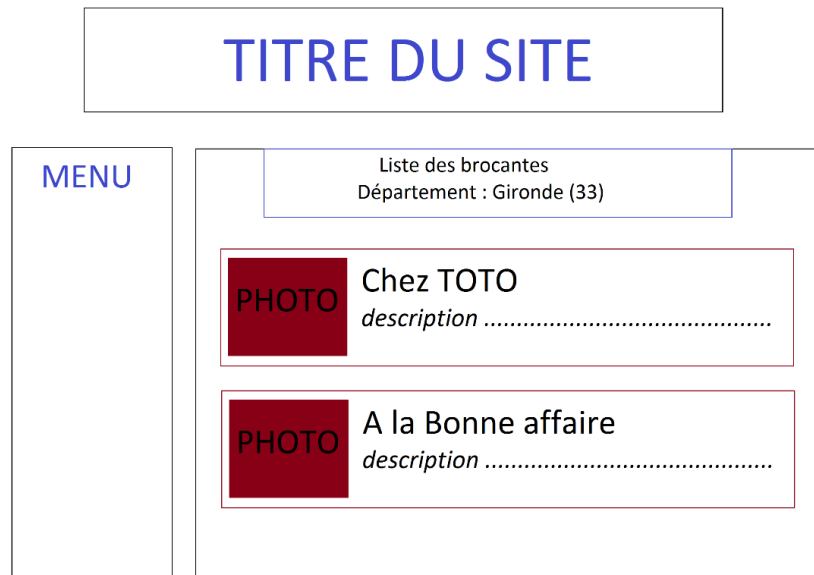 TITRE DU SITE
MENU
Liste des brocantes
Département : Gironde (33)
PHOTO
Chez TOTO
description ............................................
PHOTO
A la Bonne affaire
description ............................................